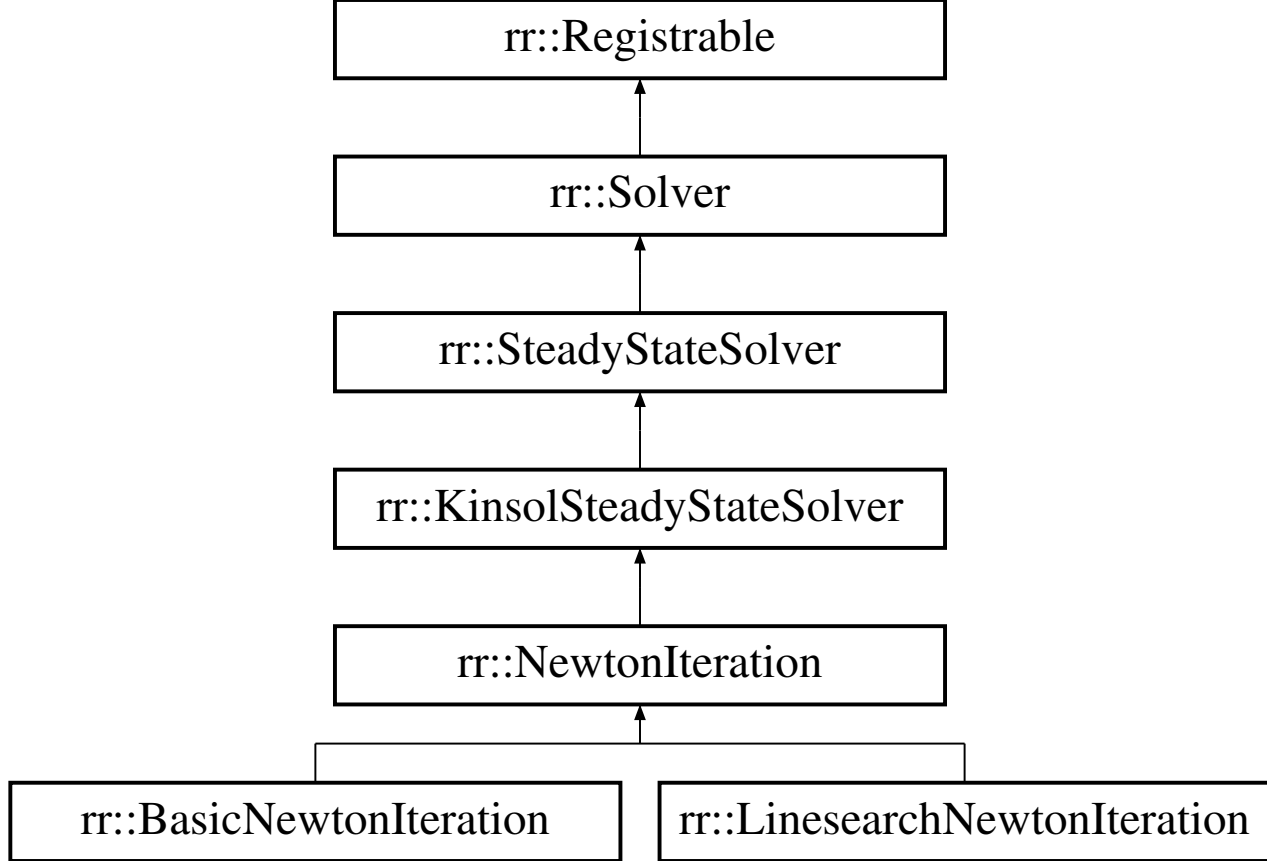 rr::Registrable
rr::Solver
rr::SteadyStateSolver
rr::KinsolSteadyStateSolver
rr::NewtonIteration
rr::BasicNewtonIteration
rr::LinesearchNewtonIteration